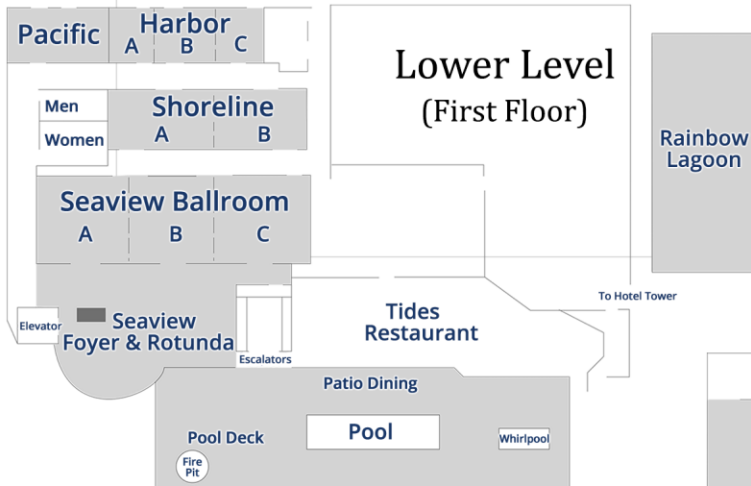 Pacific
Harbor
A B C
Lower Level
(First Floor)
Men
Women
Shoreline
A B
Rainbow
Lagoon
Seaview Ballroom
A B C
To Hotel Tower
Elevator
Seaview
Foyer & Rotunda
Escalators
Tides
Restaurant
Patio Dining
Pool Deck
Pool
Whirlpool
Fire
Pit